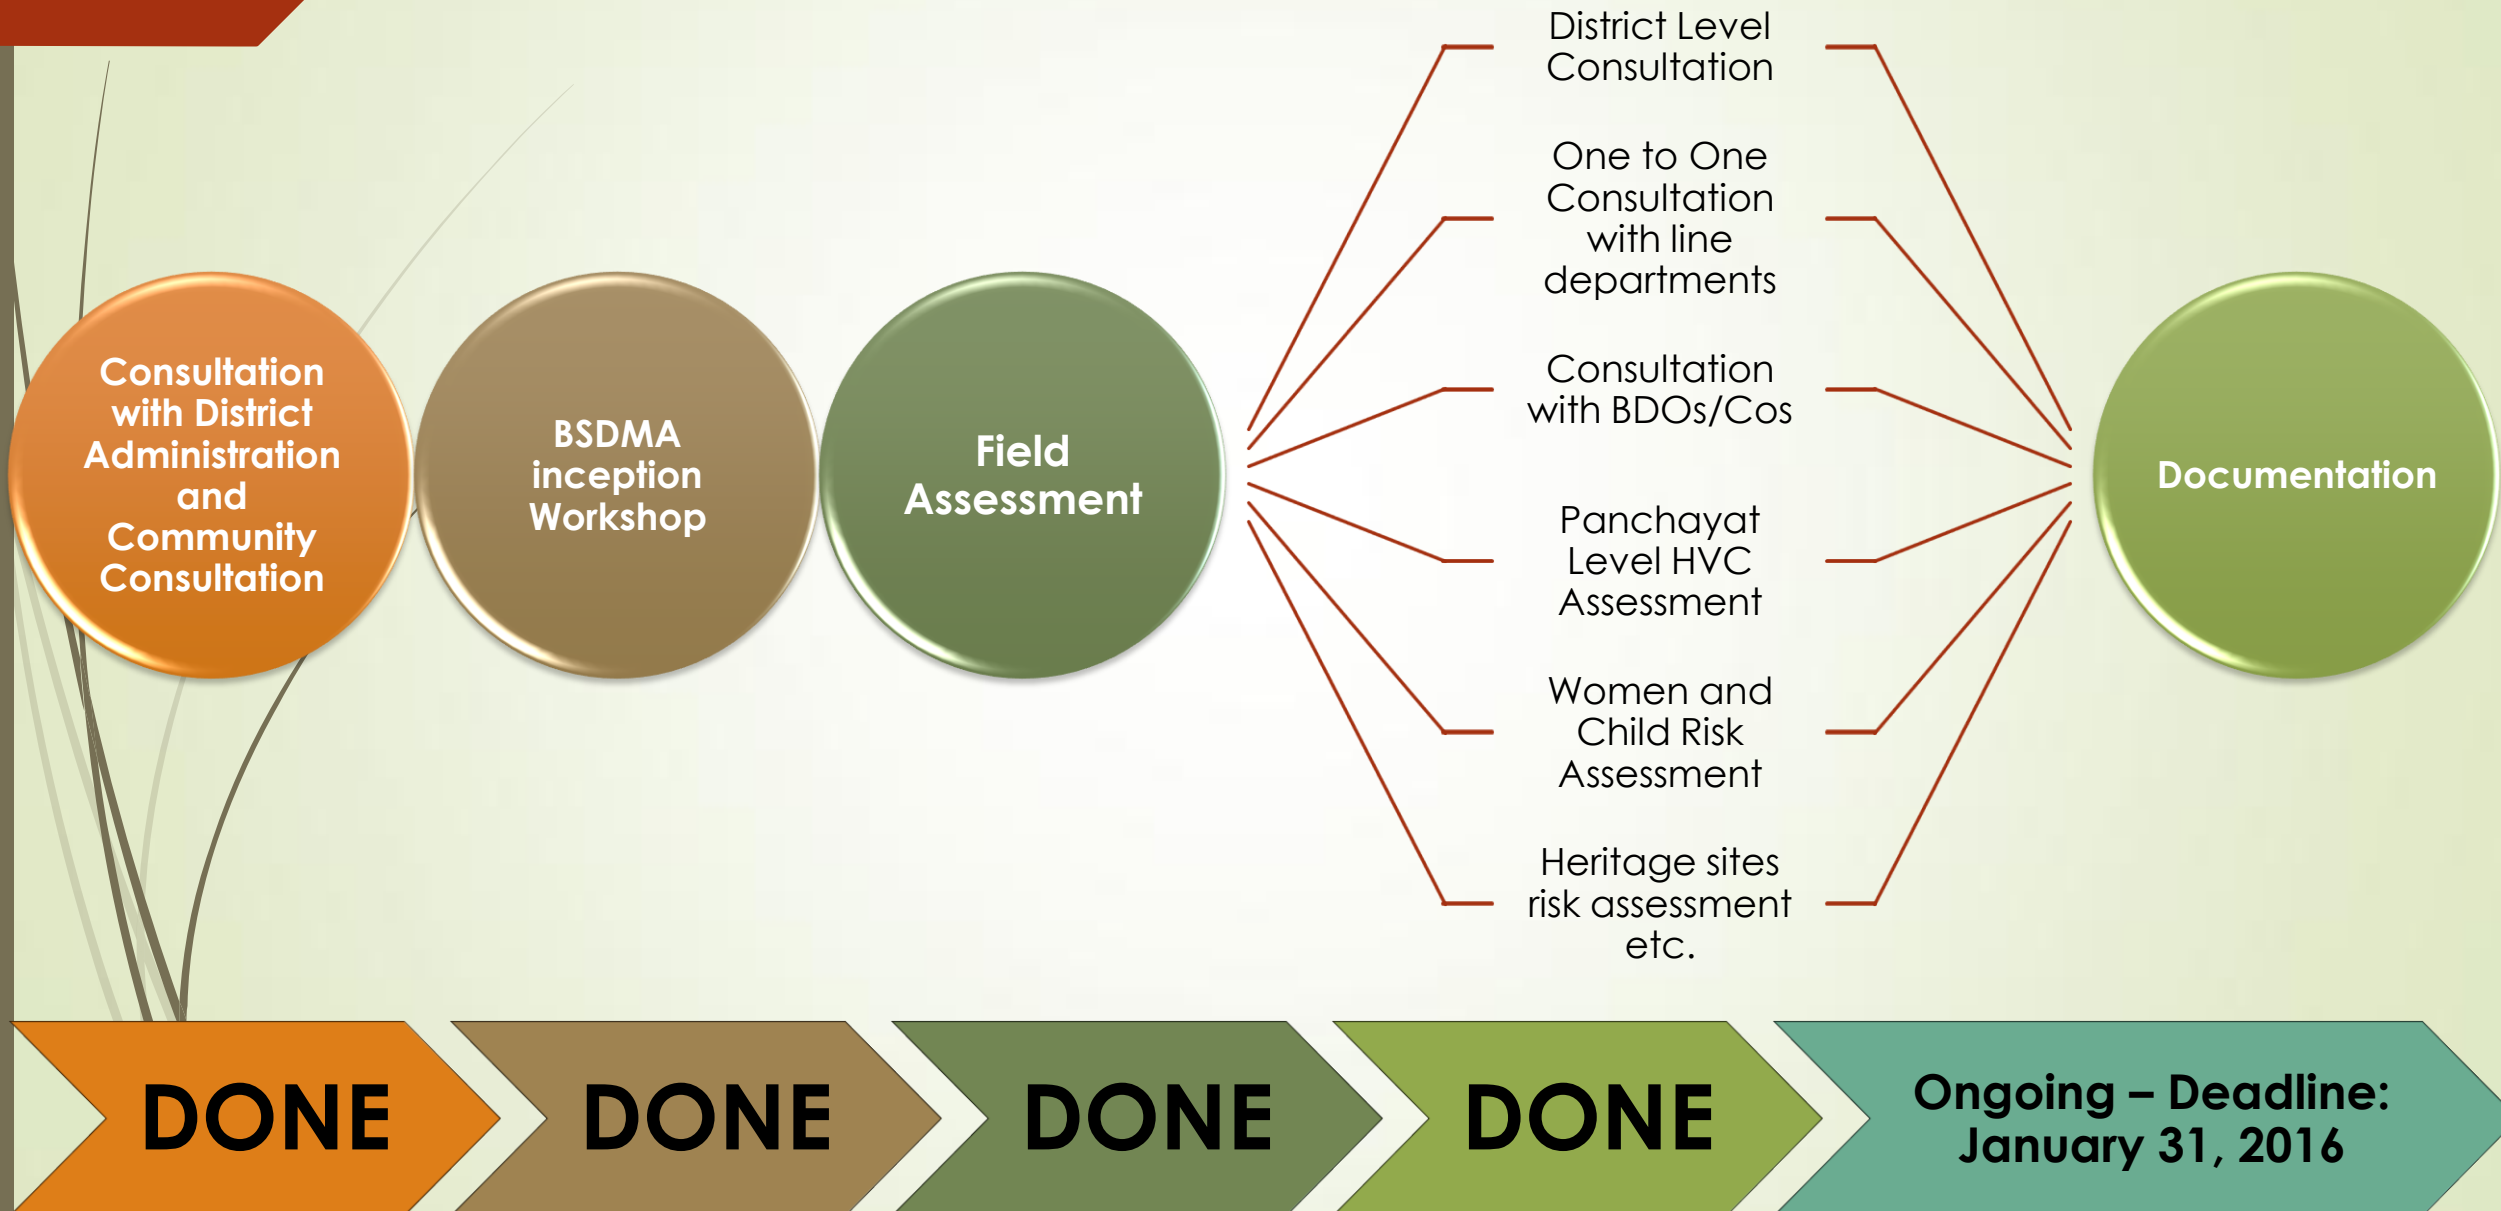 Consultation
with District
Administration
and
Community
Consultation
BSDMA
inception
Workshop
Field
Assessment
District Level
Consultation
One to One
Consultation
with line
departments
Consultation
with BDOs/Cos
Panchayat
Level HVC
Assessment
Women and
Child Risk
Assessment
Heritage sites
risk assessment
etc.
Documentation
DONE
DONE
DONE
DONE
Ongoing – Deadline:
January 31, 2016